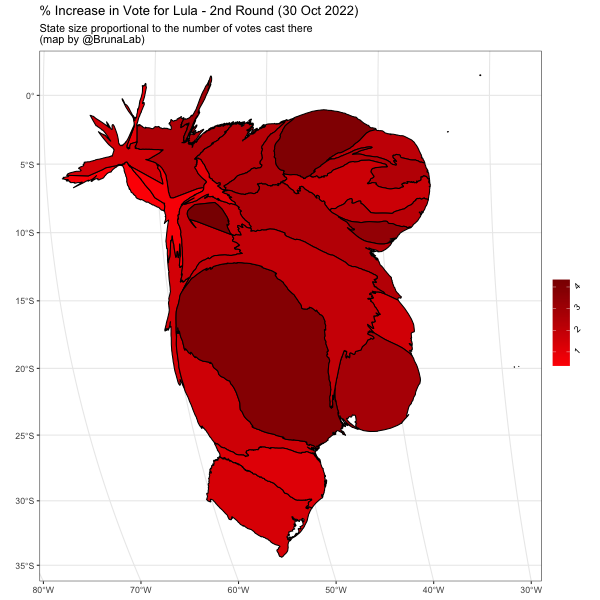 % Increase in Vote for Lula - 2nd Round (30 Oct 2022)
State size proportional to the number of votes cast there
(map by @BrunaLab)
0°
5°S
10°S
15°S
20°S
25°S
30°S
35°S
80°W
70°W
60°W
50°W
40°W
30°W
4
3
2
1